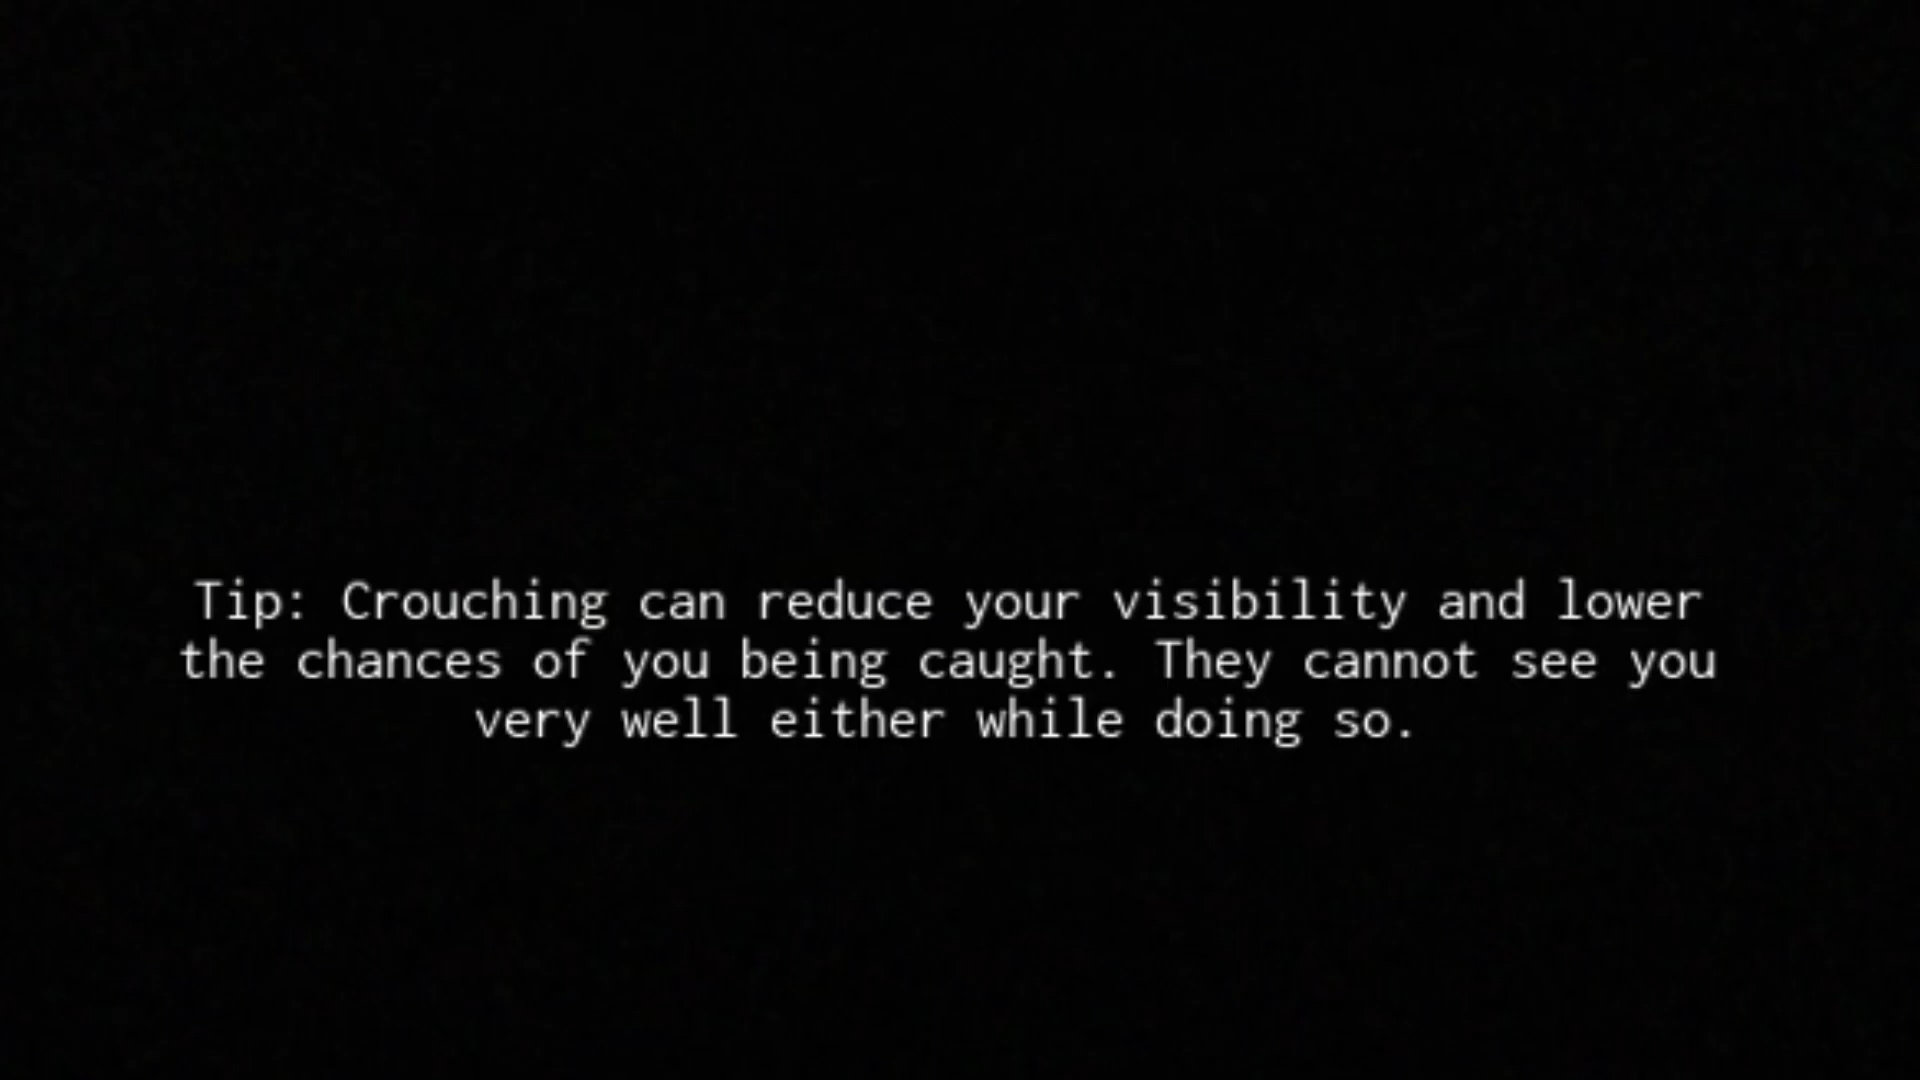 Tip: Crouching can reduce your visibility and lower
the chances of you being caught. They cannot see you
very well either while doing so.